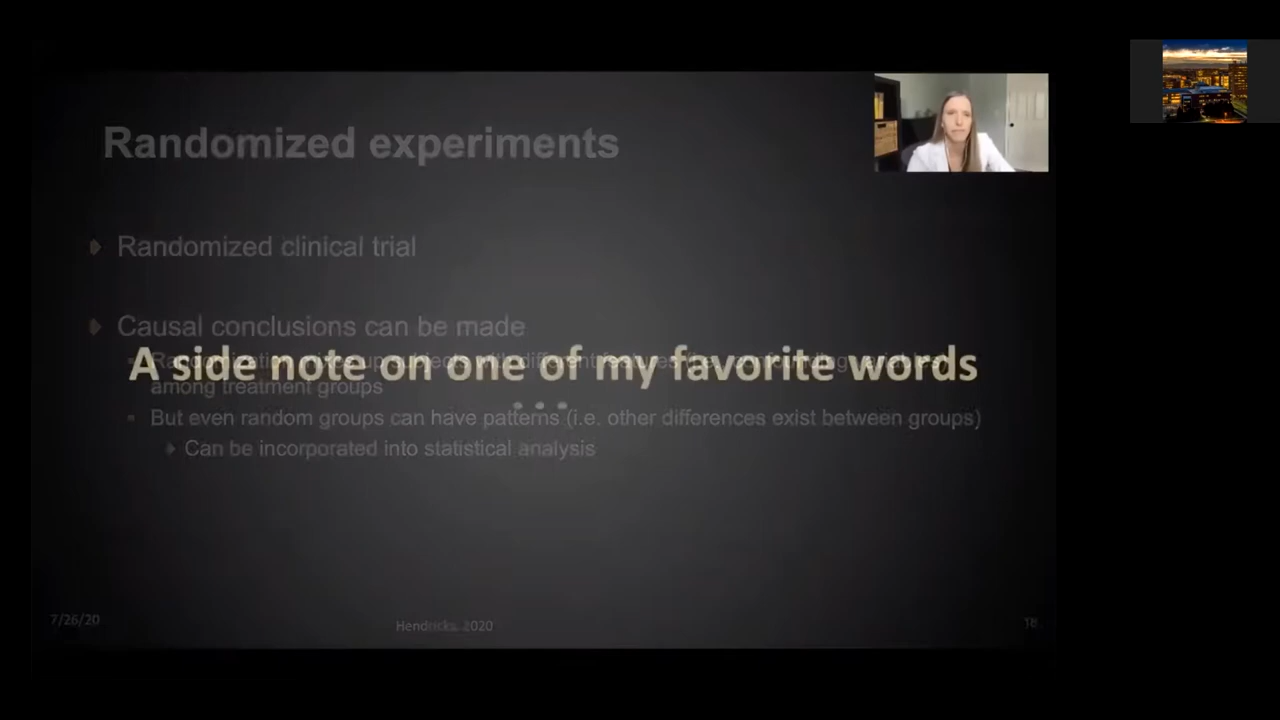 Randomized experiments
Randomized clinical trial
Causal conclusions can be made
A side note on one of my favorite words
...
among treatment groups
But even random groups can have patterns (i.e. other differences exist between groups)
Can be incorporated into statistical analysis
7/26/20
Hendricks, 2020
18